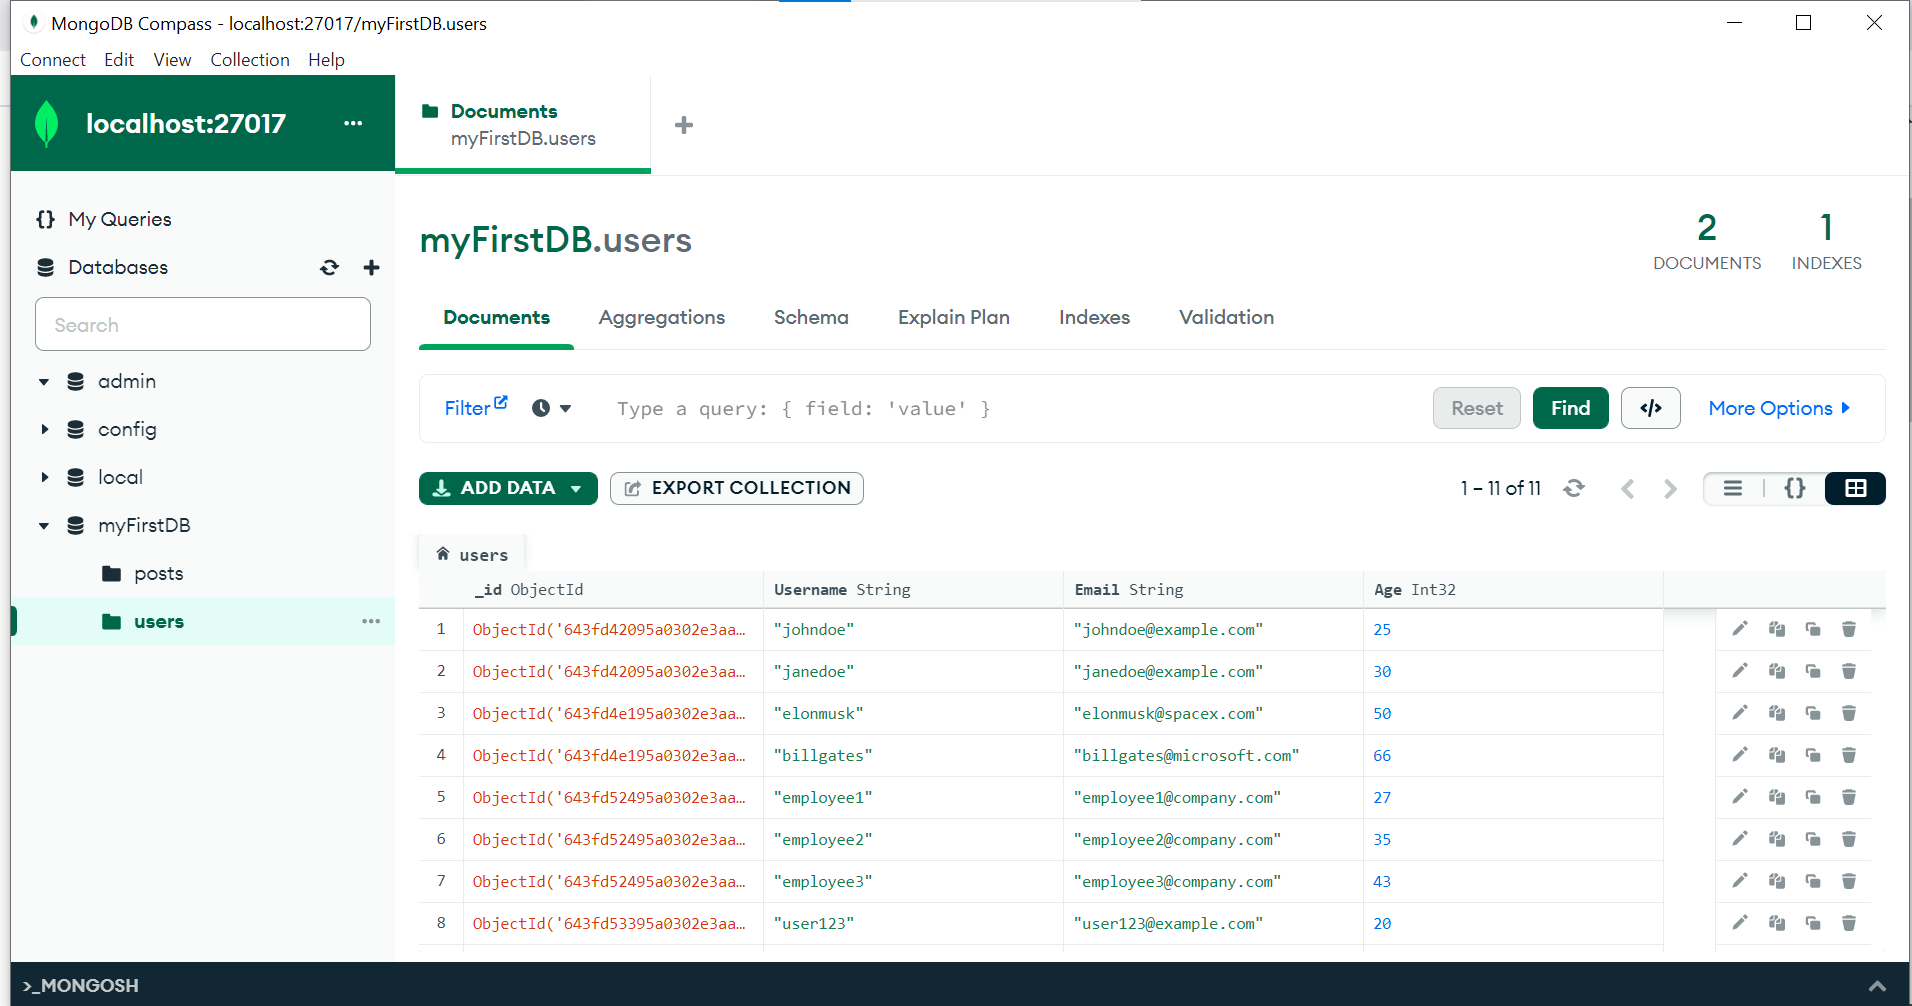 MongoDB Compass - localhost:27017/myFirstDB.users
Connect Edit View Collection Help
localhost:27017 ...
Documents
myFirstDB.users
My Queries
Databases
Search
admin
config
local
myFirstDB
posts
users
myFirstDB.users
2 DOCUMENTS
1 INDEXES
Documents Aggregations Schema Explain Plan Indexes Validation
Filter Type a query: { field: 'value' } Reset Find </> More Options
ADD DATA EXPORT COLLECTION 1 – 11 of 11 {}
users
_id ObjectId Username String Email String Age Int32
1 ObjectId('643fd42095a0302e3aa… "johndoe" "johndoe@example.com" 25
2 ObjectId('643fd42095a0302e3aa… "janedoe" "janedoe@example.com" 30
3 ObjectId('643fd4e195a0302e3aa… "elonmusk" "elonmusk@spacex.com" 50
4 ObjectId('643fd4e195a0302e3aa… "billgates" "billgates@microsoft.com" 66
5 ObjectId('643fd52495a0302e3aa… "employee1" "employee1@company.com" 27
6 ObjectId('643fd52495a0302e3aa… "employee2" "employee2@company.com" 35
7 ObjectId('643fd52495a0302e3aa… "employee3" "employee3@company.com" 43
8 ObjectId('643fd53395a0302e3aa… "user123" "user123@example.com" 20
>_MONGOSH